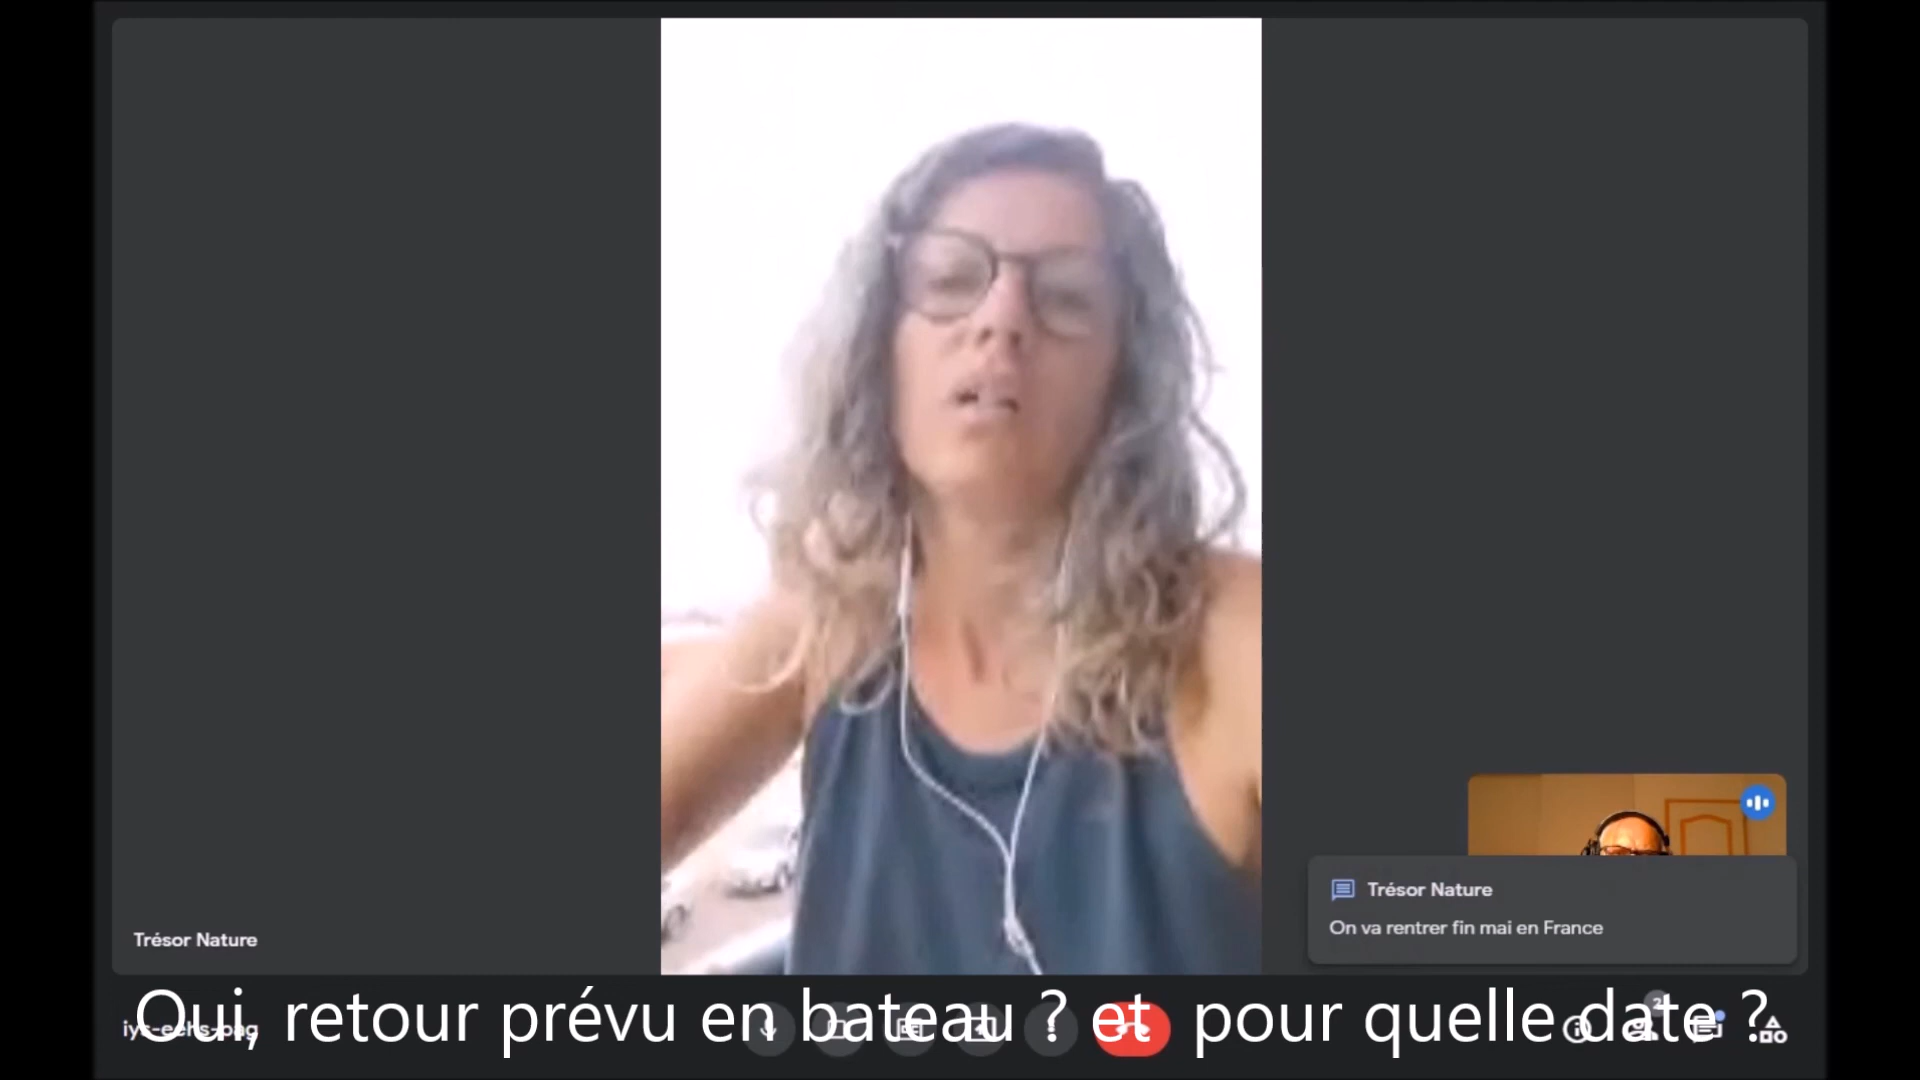 Trésor Nature
On va rentrer fin mai en France
Trésor Nature
Oui, retour prévu en bateau ? et pour quelle date ?
2